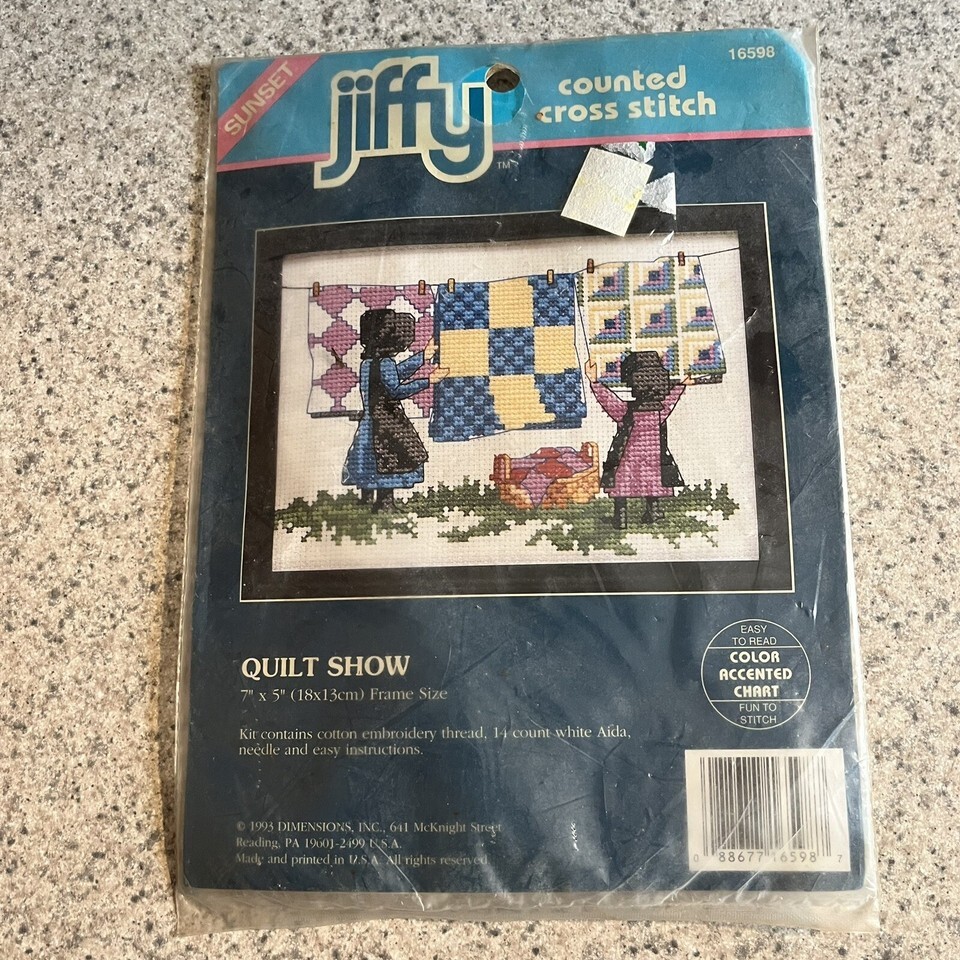 SUNSET
jiffy™
counted
cross stitch
16598
QUILT SHOW
7" x 5" (18x13cm) Frame Size
Kit contains cotton embroidery thread, 14 count white Aida,
needle and easy instructions.
EASY
TO READ
COLOR
ACCENTED
CHART
FUN TO
STITCH
© 1993 DIMENSIONS, INC., 641 McKnight Street
Reading, PA 19601-2499 U.S.A.
Made and printed in U.S.A. All rights reserved.
0 88677 16598 7